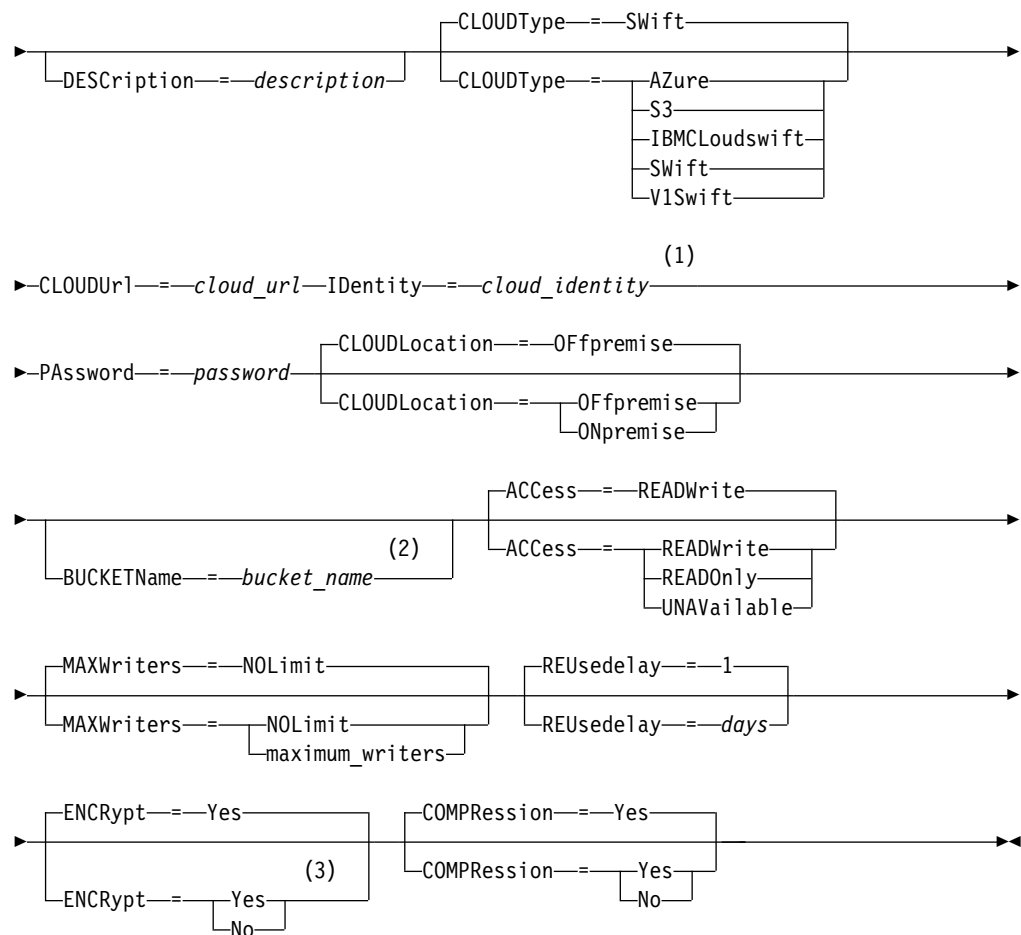 CLOUDType = SWift
DESCription = description CLOUDType = AZure
S3
IBMCLoudswift
SWift
V1Swift
(1)
CLOUDUrl = cloud_url IDentity = cloud_identity
CLOUDLocation = OFfpremise
PAssword = password CLOUDLocation = OFfpremise
ONpremise
ACCess = READWrite
(2)
BUCKETName = bucket_name ACCess = READWrite
READOnly
UNAVailable
MAXWriters = NOLimit REUsedelay = 1
MAXWriters = NOLimit REUsedelay = days
maximum_writers
ENCRypt = Yes COMPRession = Yes
(3)
ENCRypt = Yes COMPRession = Yes
No No